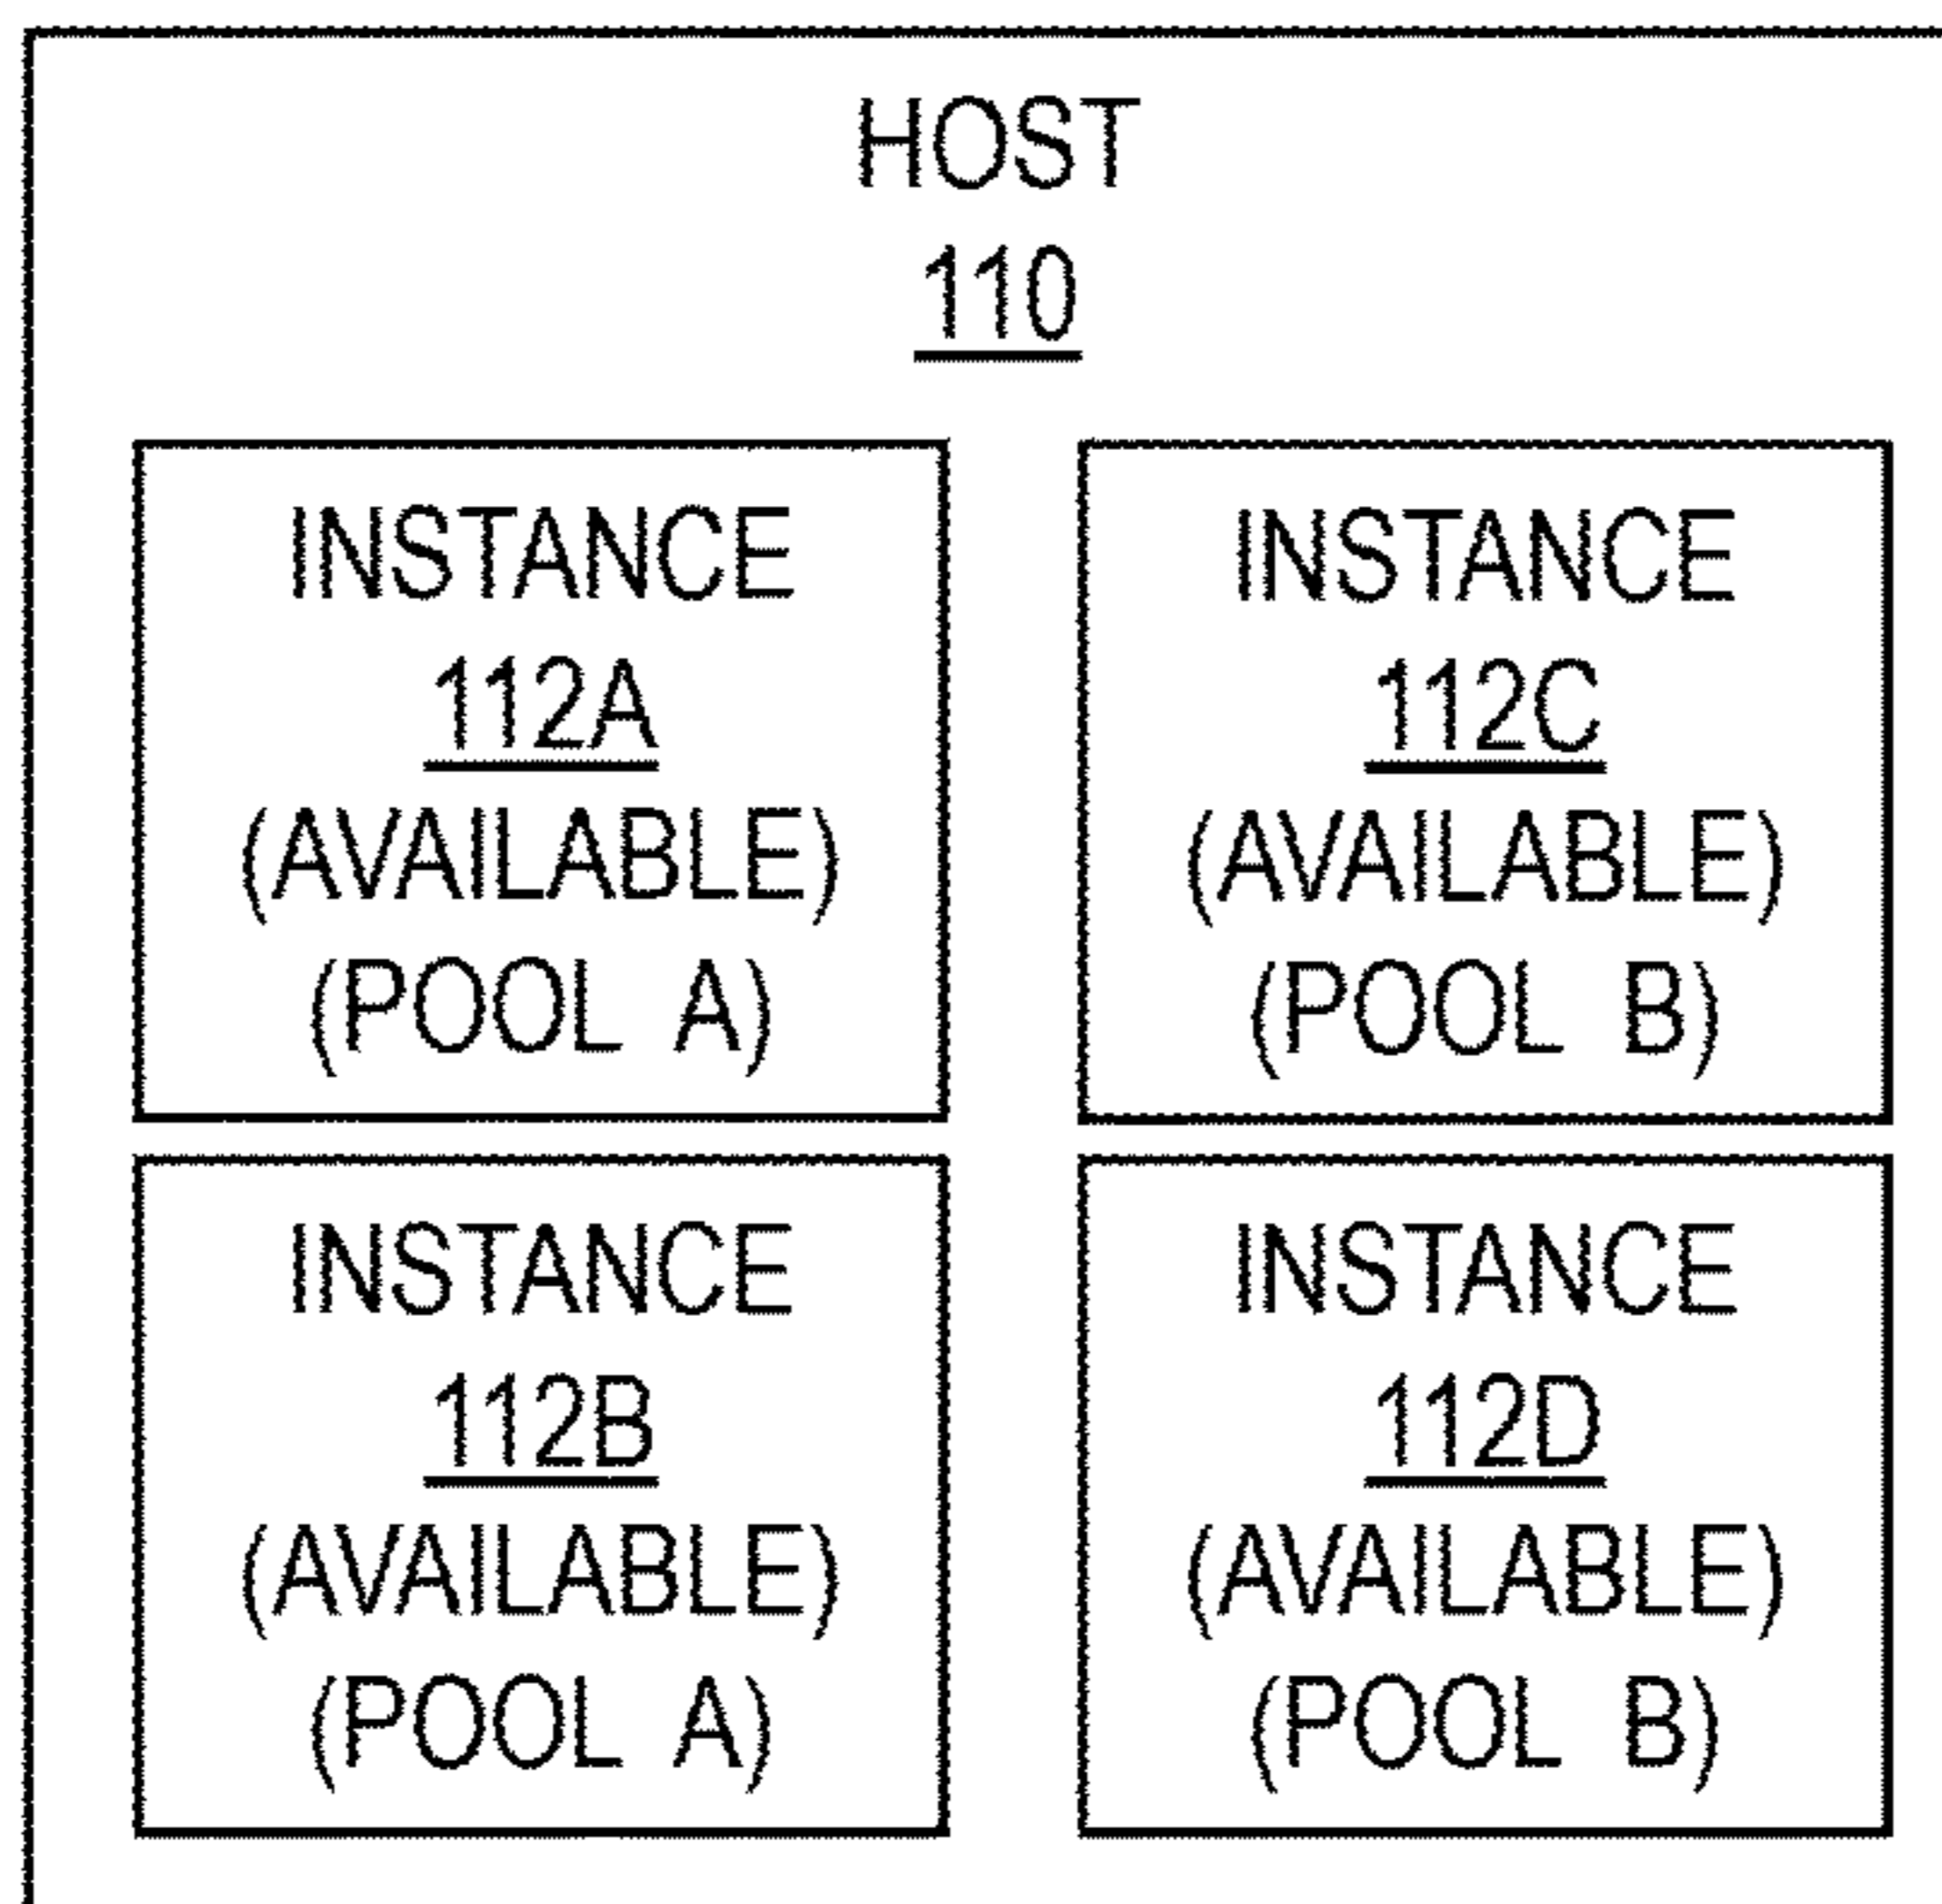 HOST
110
INSTANCE
112A
(AVAILABLE)
(POOL A)
INSTANCE
112C
(AVAILABLE)
(POOL B)
INSTANCE
112B
(AVAILABLE)
(POOL A)
INSTANCE
112D
(AVAILABLE)
(POOL B)